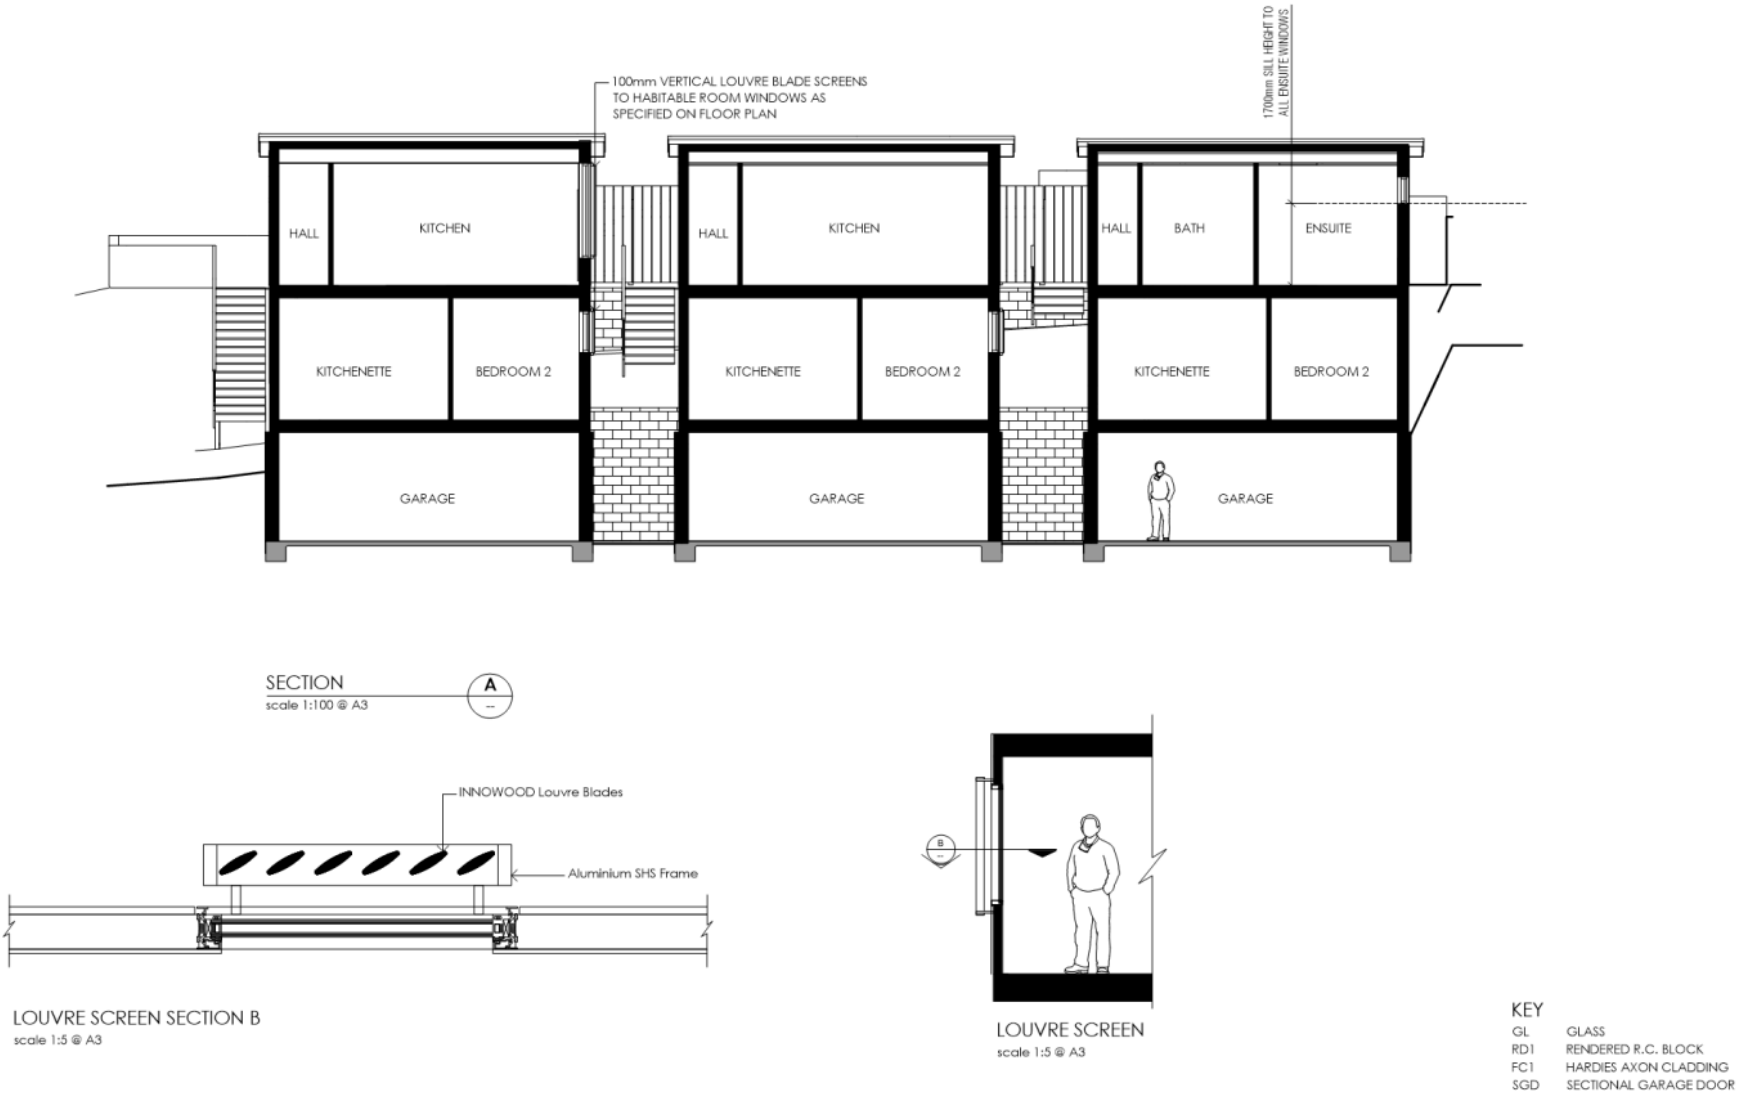 1700mm SILL HEIGHT TO
ALL ENSUITE WINDOWS
100mm VERTICAL LOUVRE BLADE SCREENS
TO HABITABLE ROOM WINDOWS AS
SPECIFIED ON FLOOR PLAN
HALL
KITCHEN
HALL
KITCHEN
HALL
BATH
ENSUITE
KITCHENETTE
BEDROOM 2
KITCHENETTE
BEDROOM 2
KITCHENETTE
BEDROOM 2
GARAGE
GARAGE
GARAGE
SECTION
scale 1:100 @ A3
A
--
INNOWOOD Louvre Blades
Aluminium SHS Frame
LOUVRE SCREEN SECTION B
scale 1:5 @ A3
B
--
LOUVRE SCREEN
scale 1:5 @ A3
KEY
GL GLASS
RD1 RENDERED R.C. BLOCK
FC1 HARDIES AXON CLADDING
SGD SECTIONAL GARAGE DOOR